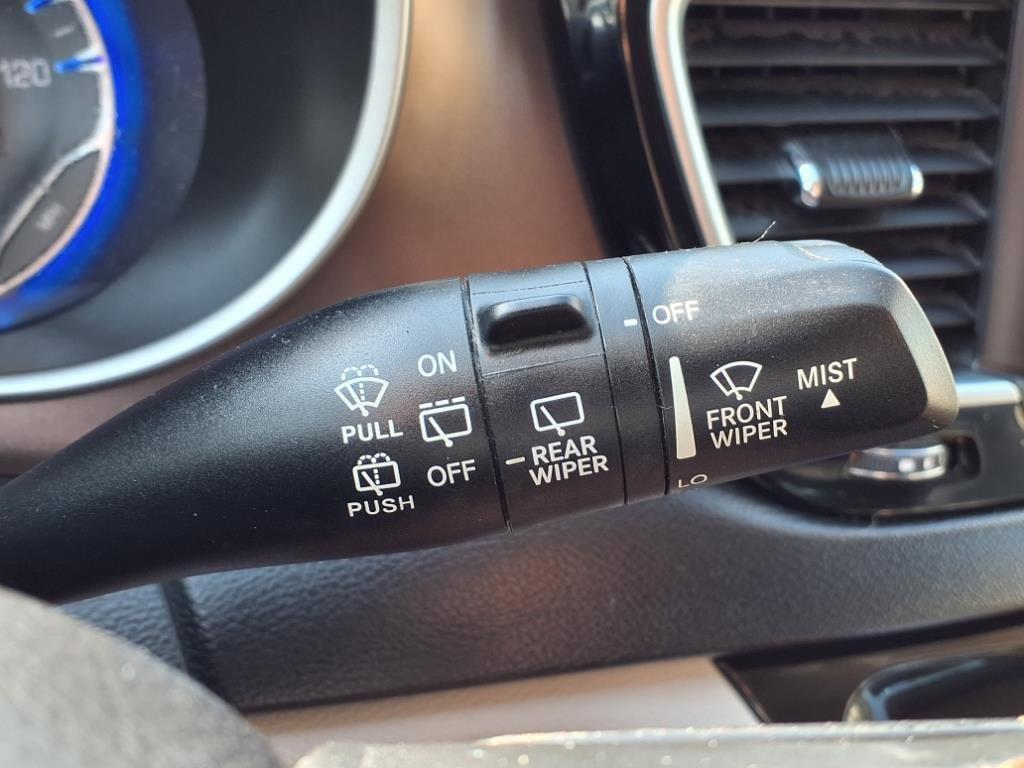 120
ON
PULL
OFF
PUSH
REAR
WIPER
OFF
LO
FRONT
WIPER
MIST